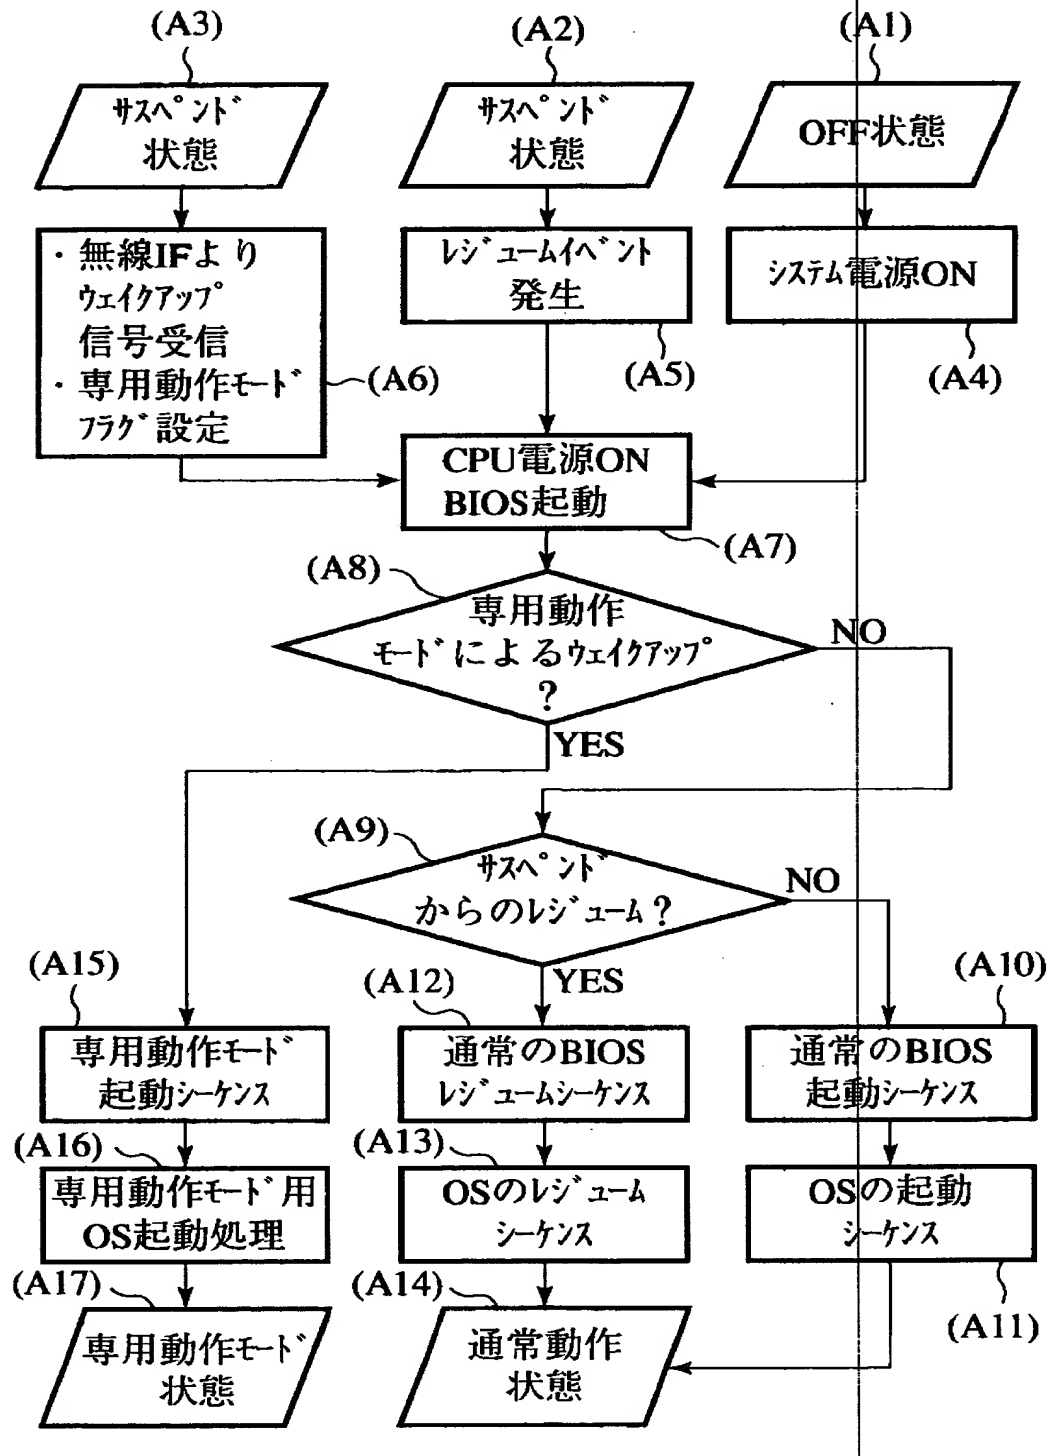 (A3)
(A2)
(A1)
サスペンド
状態
サスペンド
状態
OFF状態
・無線IFより
ウェイクアップ
信号受信
・専用動作モード
フラグ設定
(A6)
レジュームイベント
発生
(A5)
システム電源ON
(A4)
CPU電源ON
BIOS起動
(A7)
(A8)
専用動作
モードによるウェイクアップ
?
NO
YES
(A9)
サスペンド
からのレジューム?
NO
YES
(A15)
(A12)
(A10)
専用動作モード
起動シーケンス
通常のBIOS
レジュームシーケンス
通常のBIOS
起動シーケンス
(A16)
(A13)
専用動作モード用
OS起動処理
OSのレジューム
シーケンス
OSの起動
シーケンス
(A17)
(A14)
(A11)
専用動作モード
状態
通常動作
状態